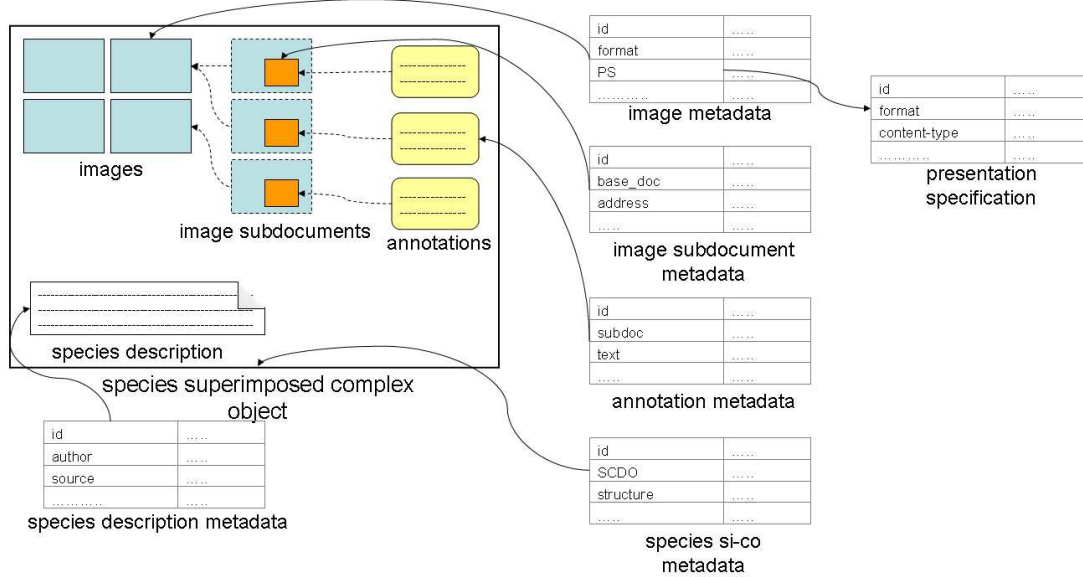 images
image subdocuments
annotations
species description
species superimposed complex
object
id …..
format …..
PS …..
……….. …..
image metadata
id …..
format …..
content-type …..
……….. …..
presentation
specification
id …..
base_doc …..
address …..
….. …..
image subdocument
metadata
id …..
subdoc …..
text …..
….. …..
annotation metadata
id …..
author …..
source …..
……….. …..
species description metadata
id …..
SCDO …..
structure …..
….. …..
species si-co
metadata